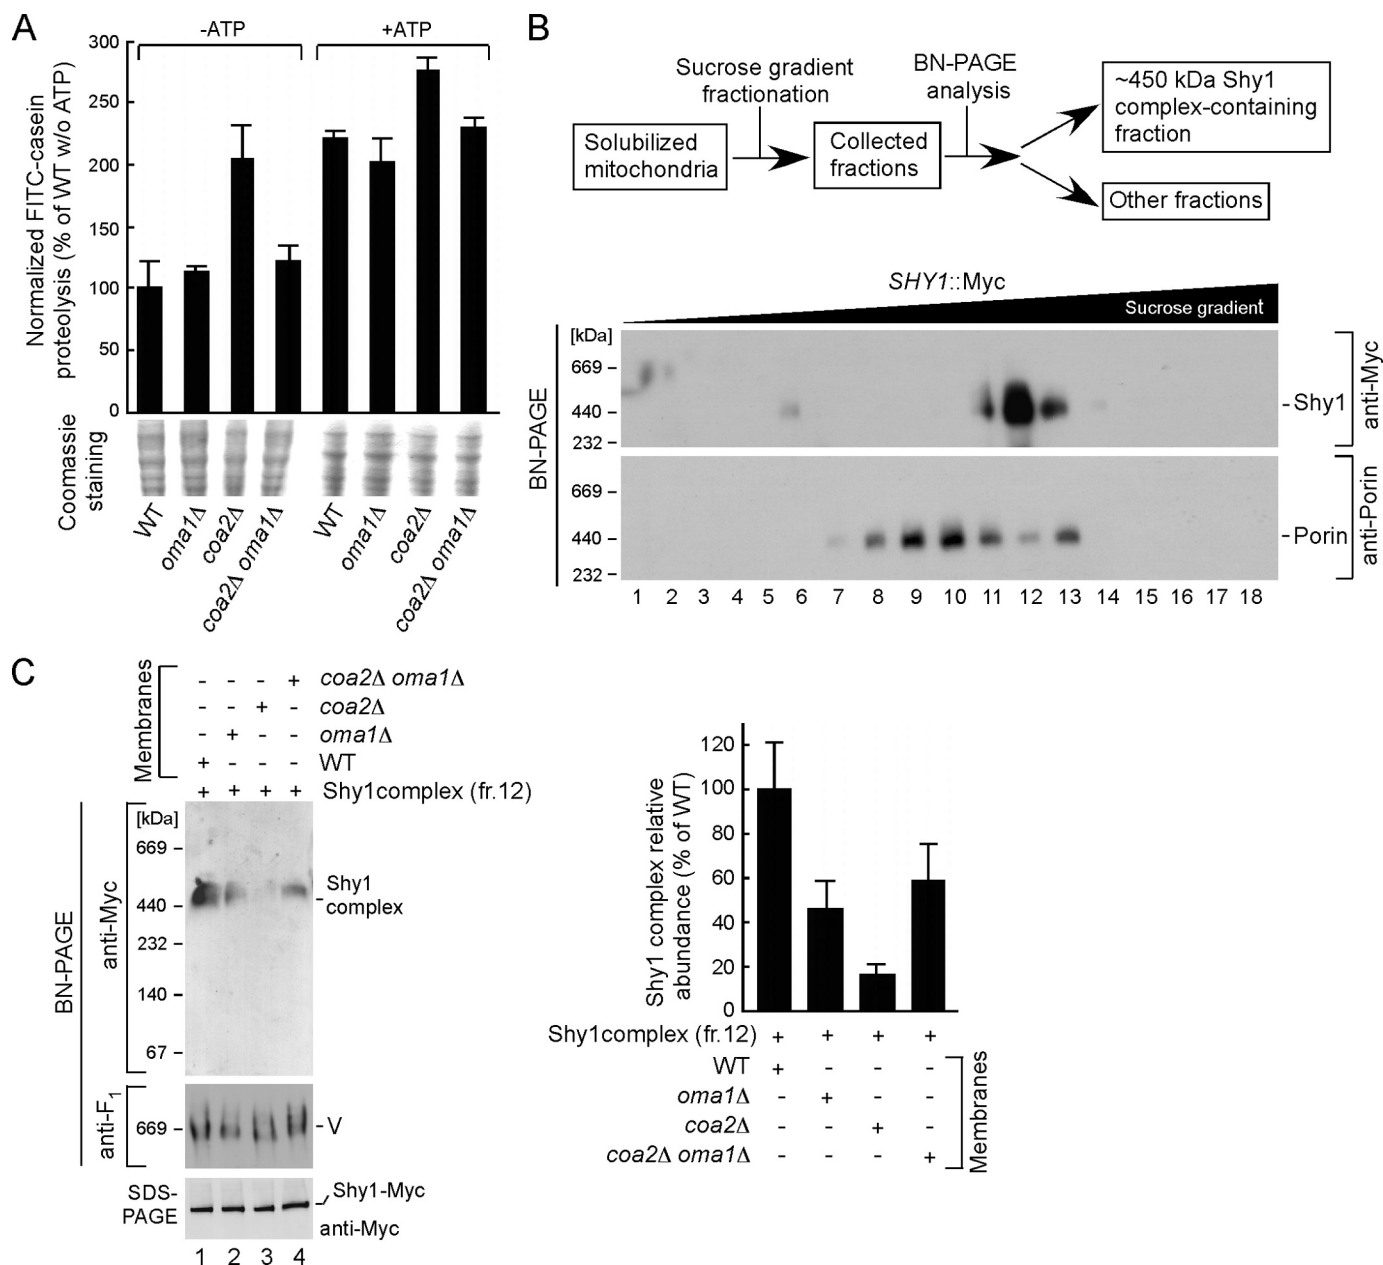 A
-ATP
+ATP
Normalized FITC-casein
proteolysis (% of WT w/o ATP)
300
250
200
150
100
50
0
Coomassie
staining
WT
oma1Δ
coa2Δ
coa2Δ oma1Δ
WT
oma1Δ
coa2Δ
coa2Δ oma1Δ
B
Solubilized
mitochondria
Sucrose gradient
fractionation
Collected
fractions
BN-PAGE
analysis
~450 kDa Shy1
complex-containing
fraction
Other fractions
SHY1::Myc
Sucrose gradient
BN-PAGE
[kDa]
669
440
232
Shy1
anti-Myc
669
440
232
Porin
anti-Porin
1 2 3 4 5 6 7 8 9 10 11 12 13 14 15 16 17 18
C
Membranes
- - - + coa2Δ oma1Δ
- - + - coa2Δ
- + - - oma1Δ
+ - - - WT
+ + + + Shy1complex (fr.12)
BN-PAGE
anti-Myc
[kDa]
669
440
232
140
67
Shy1
complex
anti-F1
669
V
SDS-
PAGE
Shy1-Myc
anti-Myc
1 2 3 4
Shy1 complex relative
abundance (% of WT)
120
100
80
60
40
20
0
Shy1complex (fr.12) + + + +
WT + - - -
oma1Δ - + - -
coa2Δ - - + -
coa2Δ oma1Δ - - - +
Membranes